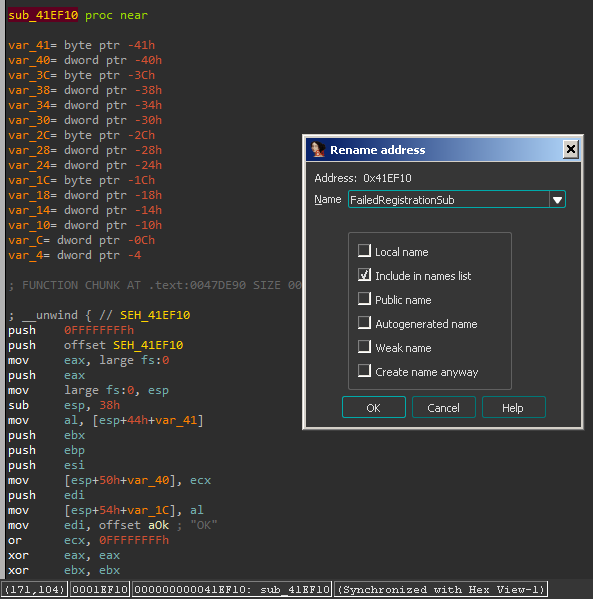 sub_41EF10 proc near
var_41= byte ptr -41h
var_40= dword ptr -40h
var_3C= byte ptr -3Ch
var_38= dword ptr -38h
var_34= dword ptr -34h
var_30= dword ptr -30h
var_2C= byte ptr -2Ch
var_28= dword ptr -28h
var_24= dword ptr -24h
var_1C= byte ptr -1Ch
var_18= dword ptr -18h
var_14= dword ptr -14h
var_10= dword ptr -10h
var_C= dword ptr -0Ch
var_4= dword ptr -4
; FUNCTION CHUNK AT .text:0047DE90 SIZE 00
; __unwind { // SEH_41EF10
push 0FFFFFFFFh
push offset SEH_41EF10
mov eax, large fs:0
push eax
mov large fs:0, esp
sub esp, 38h
mov al, [esp+44h+var_41]
push ebx
push ebp
push esi
mov [esp+50h+var_40], ecx
push edi
mov [esp+54h+var_1C], al
mov edi, offset aOk ; "OK"
or ecx, 0FFFFFFFFh
xor eax, eax
xor ebx, ebx
(171,104) 0001EF10 000000000041EF10: sub_41EF10 (Synchronized with Hex View-1)
Rename address
Address: 0x41EF10
Name FailedRegistrationSub
Local name
Include in names list
Public name
Autogenerated name
Weak name
Create name anyway
OK Cancel Help